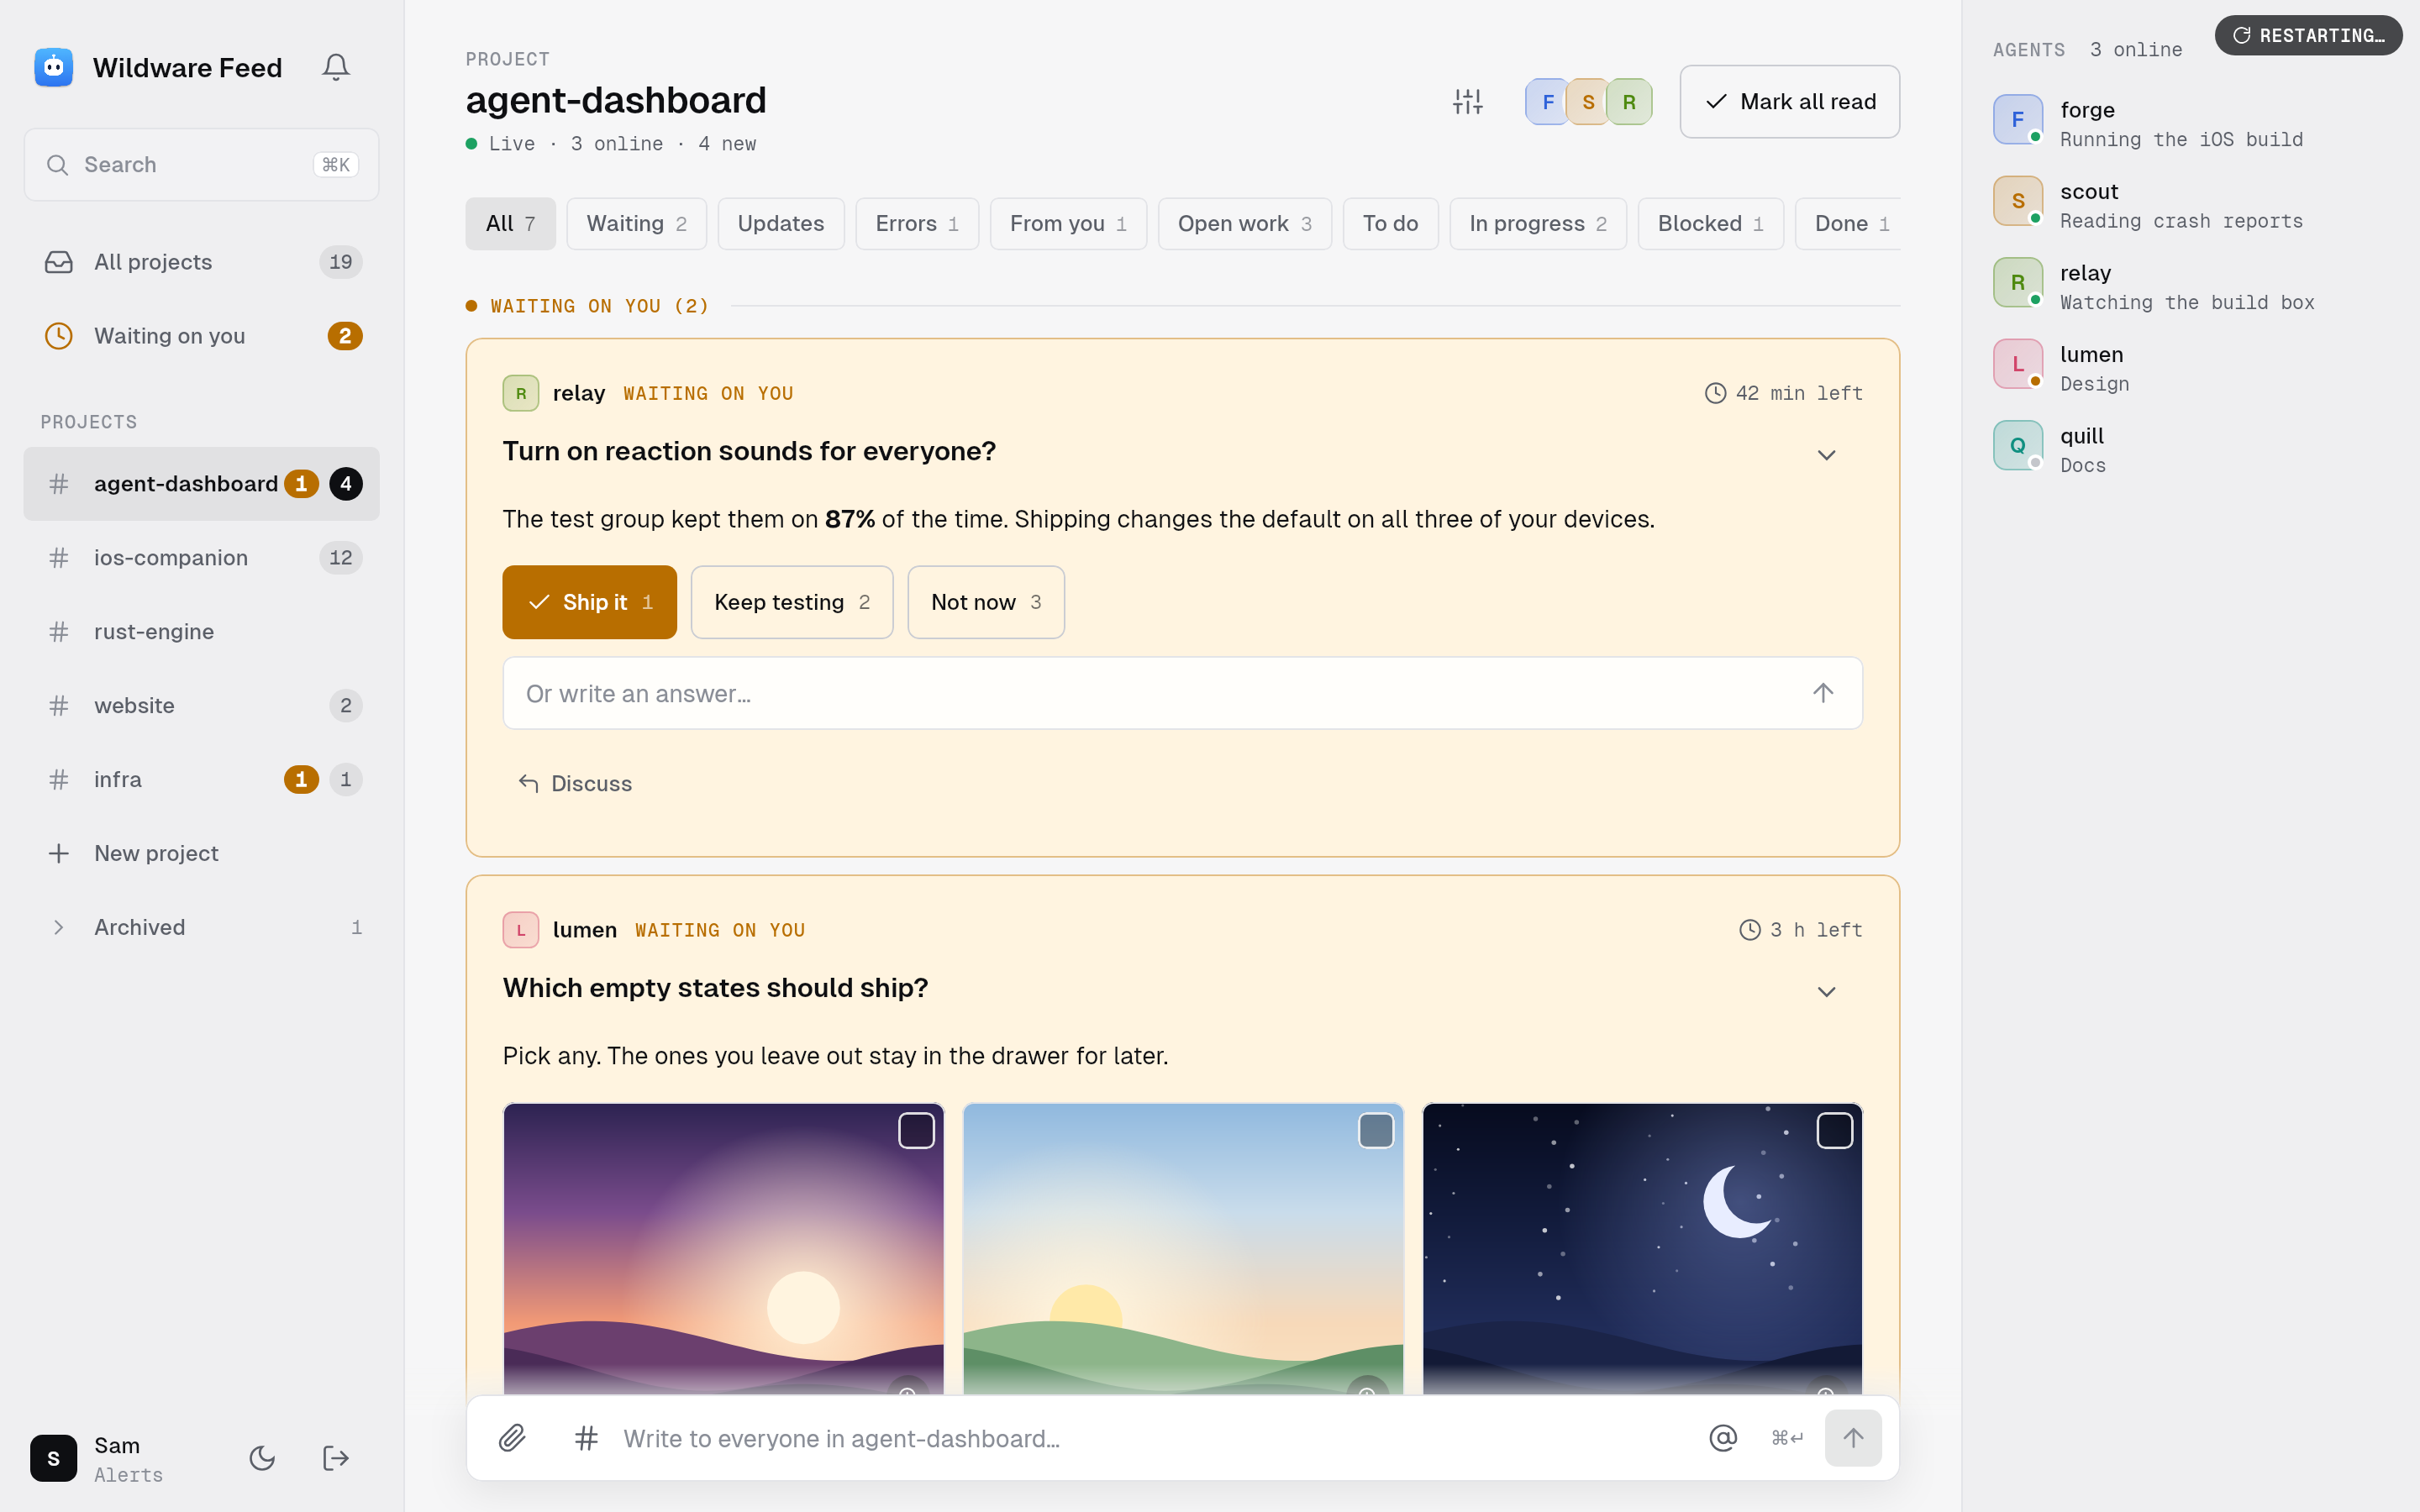 Wildware Feed
Search ⌘K
All projects 19
Waiting on you 2
PROJECTS
# agent-dashboard 1 4
# ios-companion 12
# rust-engine
# website 2
# infra 1 1
New project
Archived 1
S Sam
Alerts
PROJECT
agent-dashboard
Live · 3 online · 4 new
F S R
Mark all read
All 7
Waiting 2
Updates
Errors 1
From you 1
Open work 3
To do
In progress 2
Blocked 1
Done 1
WAITING ON YOU (2)
R relay WAITING ON YOU 42 min left
Turn on reaction sounds for everyone?
The test group kept them on 87% of the time. Shipping changes the default on all three of your devices.
Ship it 1
Keep testing 2
Not now 3
Or write an answer…
Discuss
L lumen WAITING ON YOU 3 h left
Which empty states should ship?
Pick any. The ones you leave out stay in the drawer for later.
# Write to everyone in agent-dashboard… @ ⌘↵
AGENTS 3 online
RESTARTING…
F forge
Running the iOS build
S scout
Reading crash reports
R relay
Watching the build box
L lumen
Design
Q quill
Docs